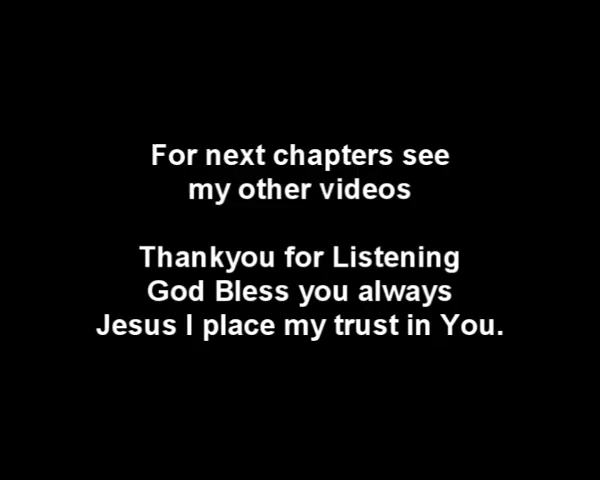 For next chapters see
my other videos
Thankyou for Listening
God Bless you always
Jesus I place my trust in You.